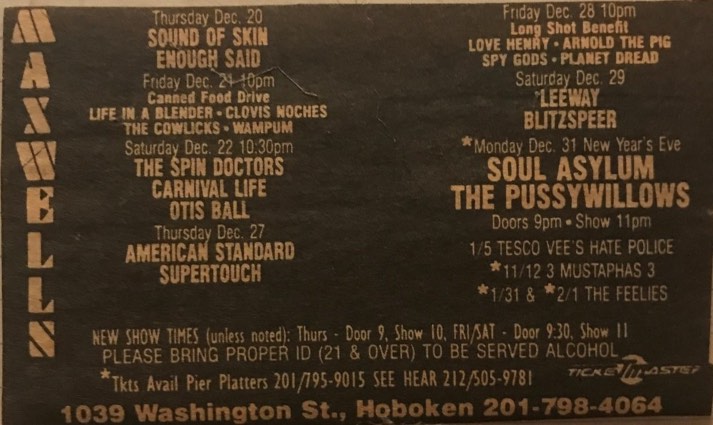 MAXWELLS
Thursday Dec. 20
SOUND OF SKIN
ENOUGH SAID
Friday Dec. 21 10pm
Canned Food Drive
LIFE IN A BLENDER • CLOVIS NOCHES
THE COWLICKS • WAMPUM
Saturday Dec. 22 10:30pm
THE SPIN DOCTORS
CARNIVAL LIFE
OTIS BALL
Thursday Dec. 27
AMERICAN STANDARD
SUPERTOUCH
Friday Dec. 28 10pm
Long Shot Benefit
LOVE HENRY • ARNOLD THE PIG
SPY GODS • PLANET DREAD
Saturday Dec. 29
LEEWAY
BLITZSPEER
*Monday Dec. 31 New Year's Eve
SOUL ASYLUM
THE PUSSYWILLOWS
Doors 9pm • Show 11pm
1/5 TESCO VEE'S HATE POLICE
*11/12 3 MUSTAPHAS 3
*1/31 & *2/1 THE FEELIES
NEW SHOW TIMES (unless noted): Thurs - Door 9, Show 10, FRI/SAT - Door 9:30, Show 11
PLEASE BRING PROPER ID (21 & OVER) TO BE SERVED ALCOHOL
*Tkts Avail Pier Platters 201/795-9015 SEE HEAR 212/505-9781
TICKETMASTER
1039 Washington St., Hoboken 201-798-4064